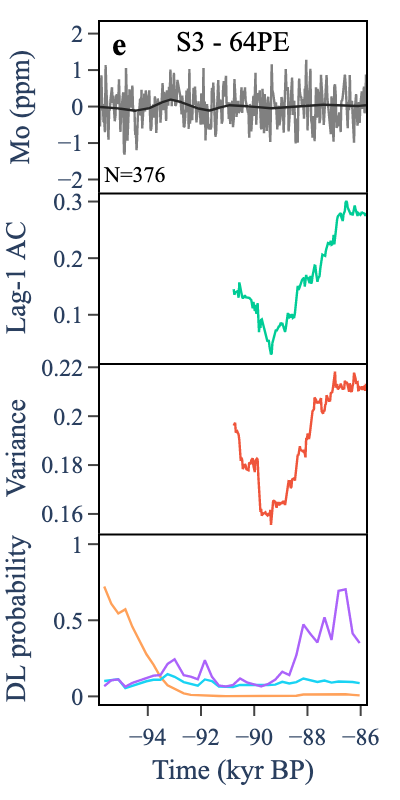 e S3 - 64PE
Mo (ppm)
2
1
0
−1
−2
N=376
Lag-1 AC
0.3
0.2
0.1
Variance
0.22
0.2
0.18
0.16
DL probability
1
0.5
0
−94 −92 −90 −88 −86
Time (kyr BP)